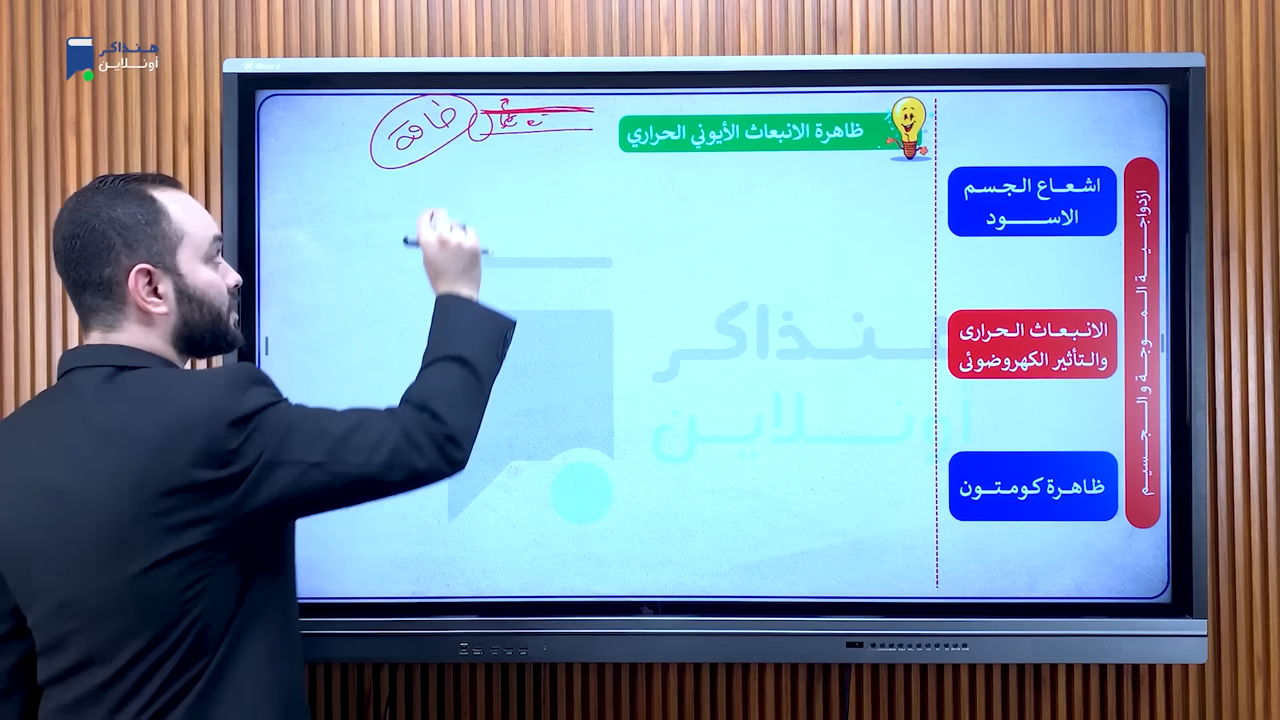 هنذاكر
أونلاين
iBoard
طاقة
e-
ظاهرة الانبعاث الأيوني الحراري
اشعاع الجسم
الاسود
الانبعاث الحرارى
والتأثير الكهروضوئى
ظاهرة كومتون
ازدواجية الموجة والجسيم
هنذاكر
أونلاين